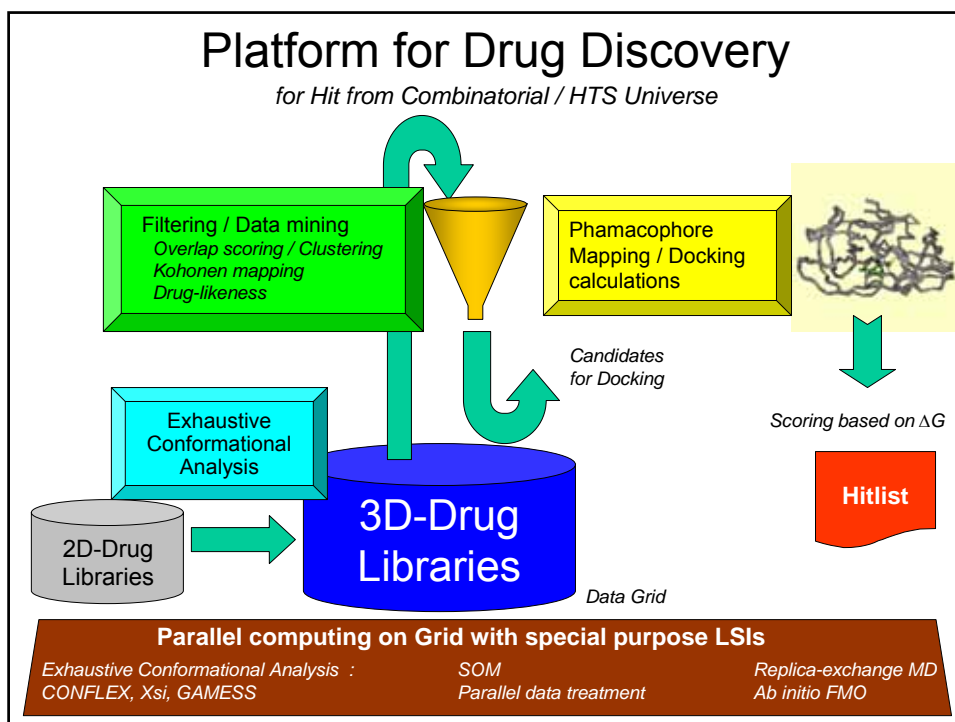 Platform for Drug Discovery
for Hit from Combinatorial / HTS Universe
Filtering / Data mining
Overlap scoring / Clustering
Kohonen mapping
Drug-likeness
Phamacophore
Mapping / Docking
calculations
Candidates
for Docking
Exhaustive
Conformational
Analysis
Scoring based on ΔG
Hitlist
2D-Drug
Libraries
3D-Drug
Libraries
Data Grid
Parallel computing on Grid with special purpose LSIs
Exhaustive Conformational Analysis :
CONFLEX, Xsi, GAMESS
SOM
Parallel data treatment
Replica-exchange MD
Ab initio FMO